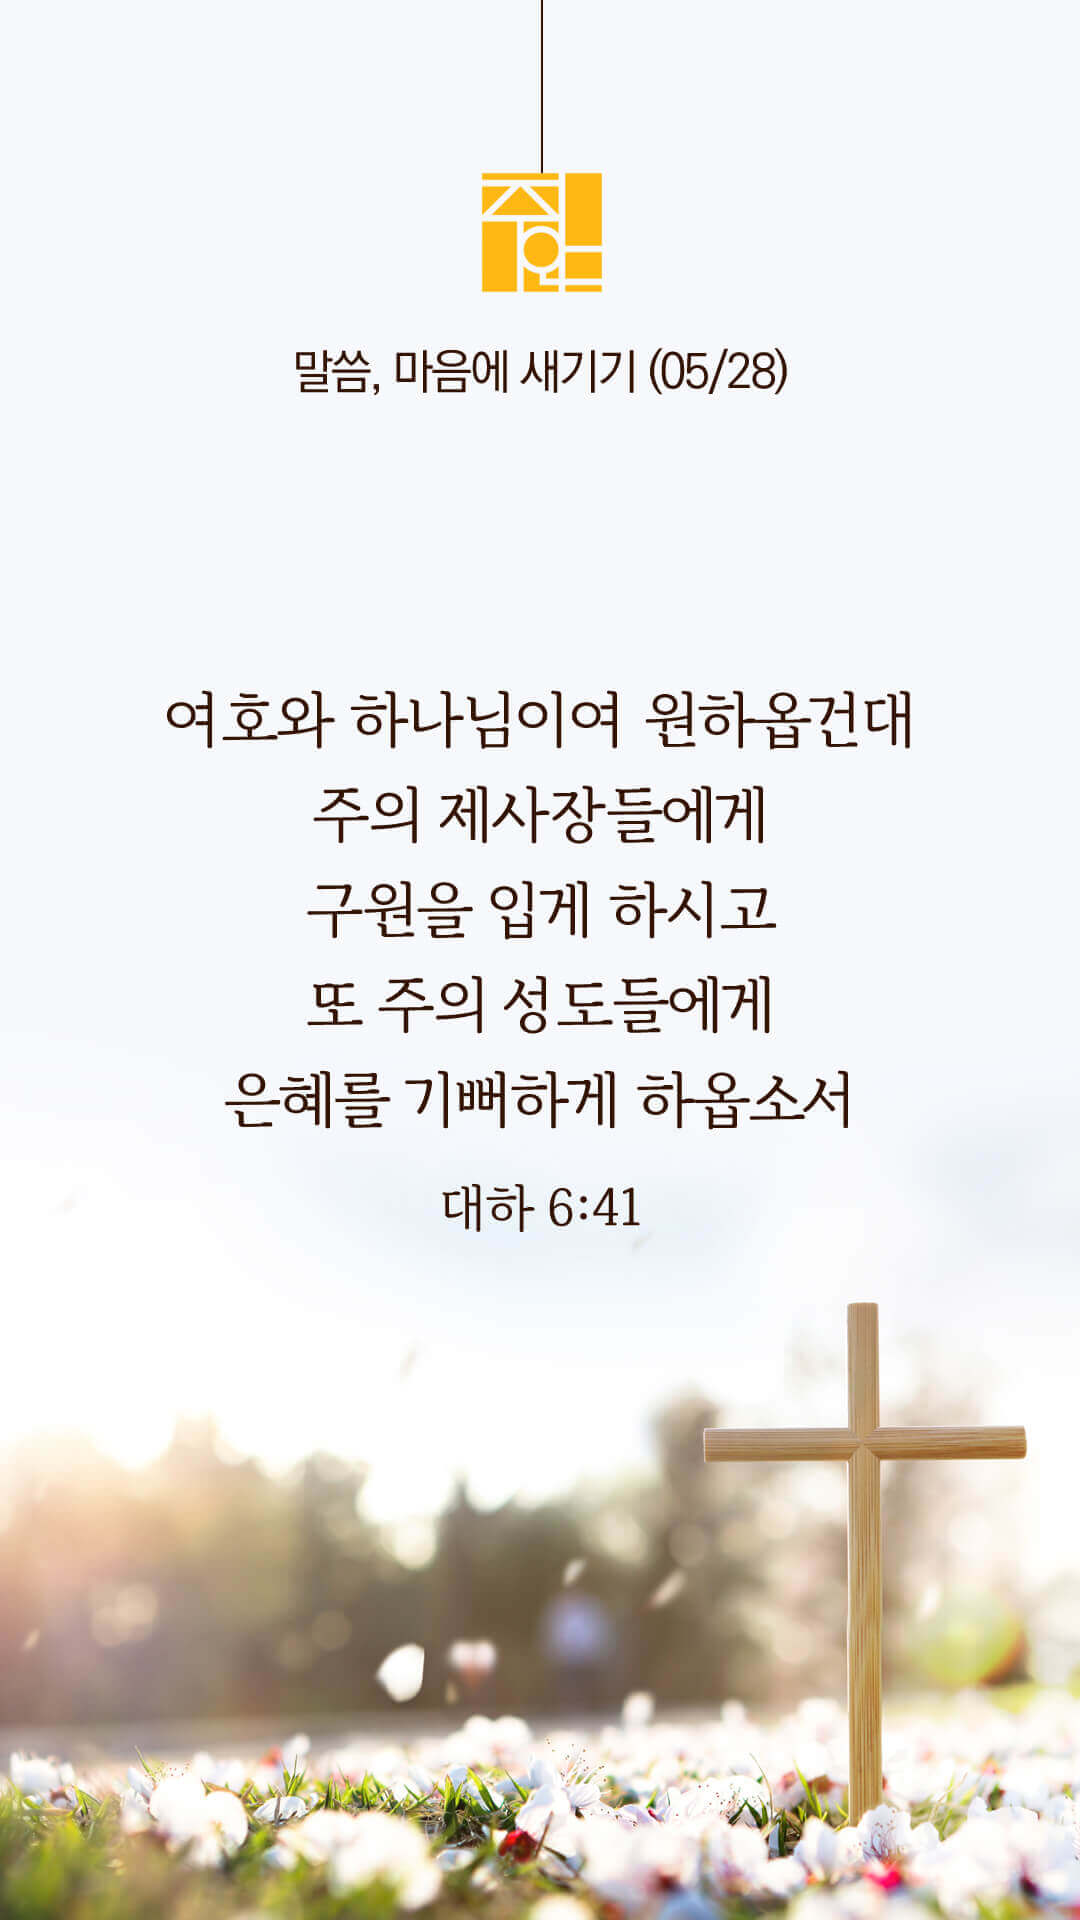 주인
말씀, 마음에 새기기 (05/28)
여호와 하나님이여 원하옵건대
주의 제사장들에게
구원을 입게 하시고
또 주의 성도들에게
은혜를 기뻐하게 하옵소서
대하 6:41